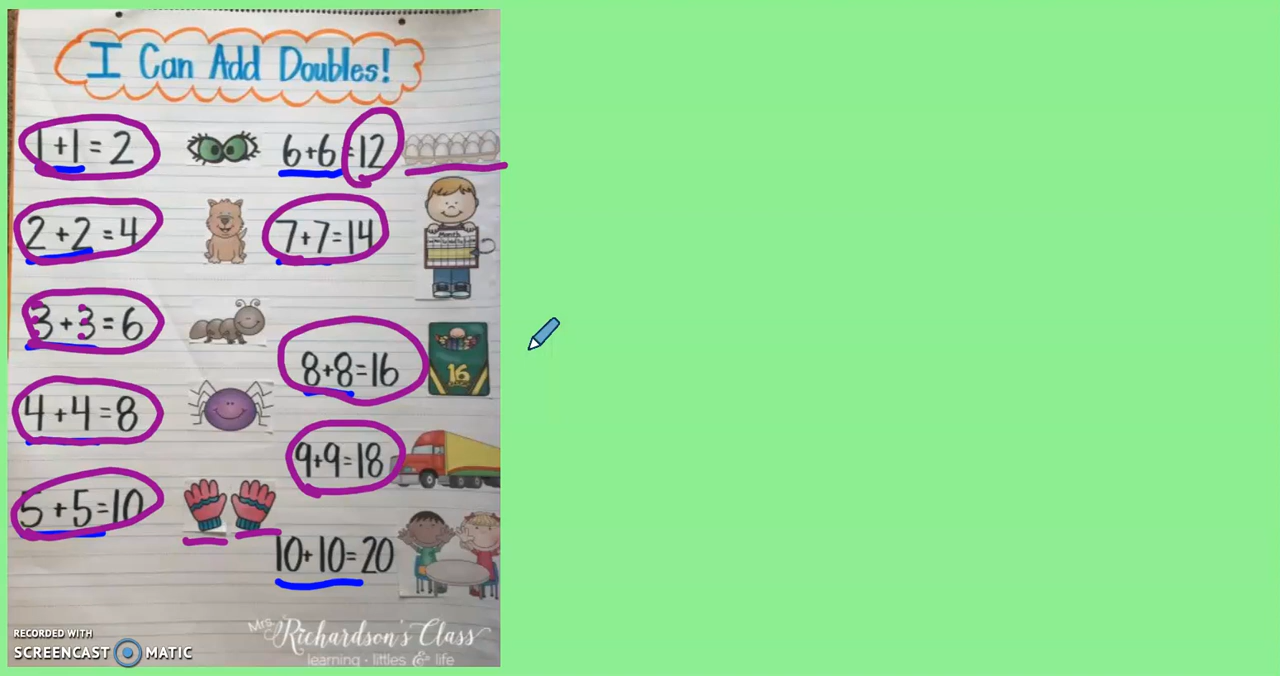 I Can Add Doubles!
1+1=2
2+2=4
3+3=6
4+4=8
5+5=10
6+6=12
7+7=14
Month
8+8=16
16
9+9=18
10+10=20
Mrs. Richardson's Class
learning • littles & life
RECORDED WITH
SCREENCAST MATIC